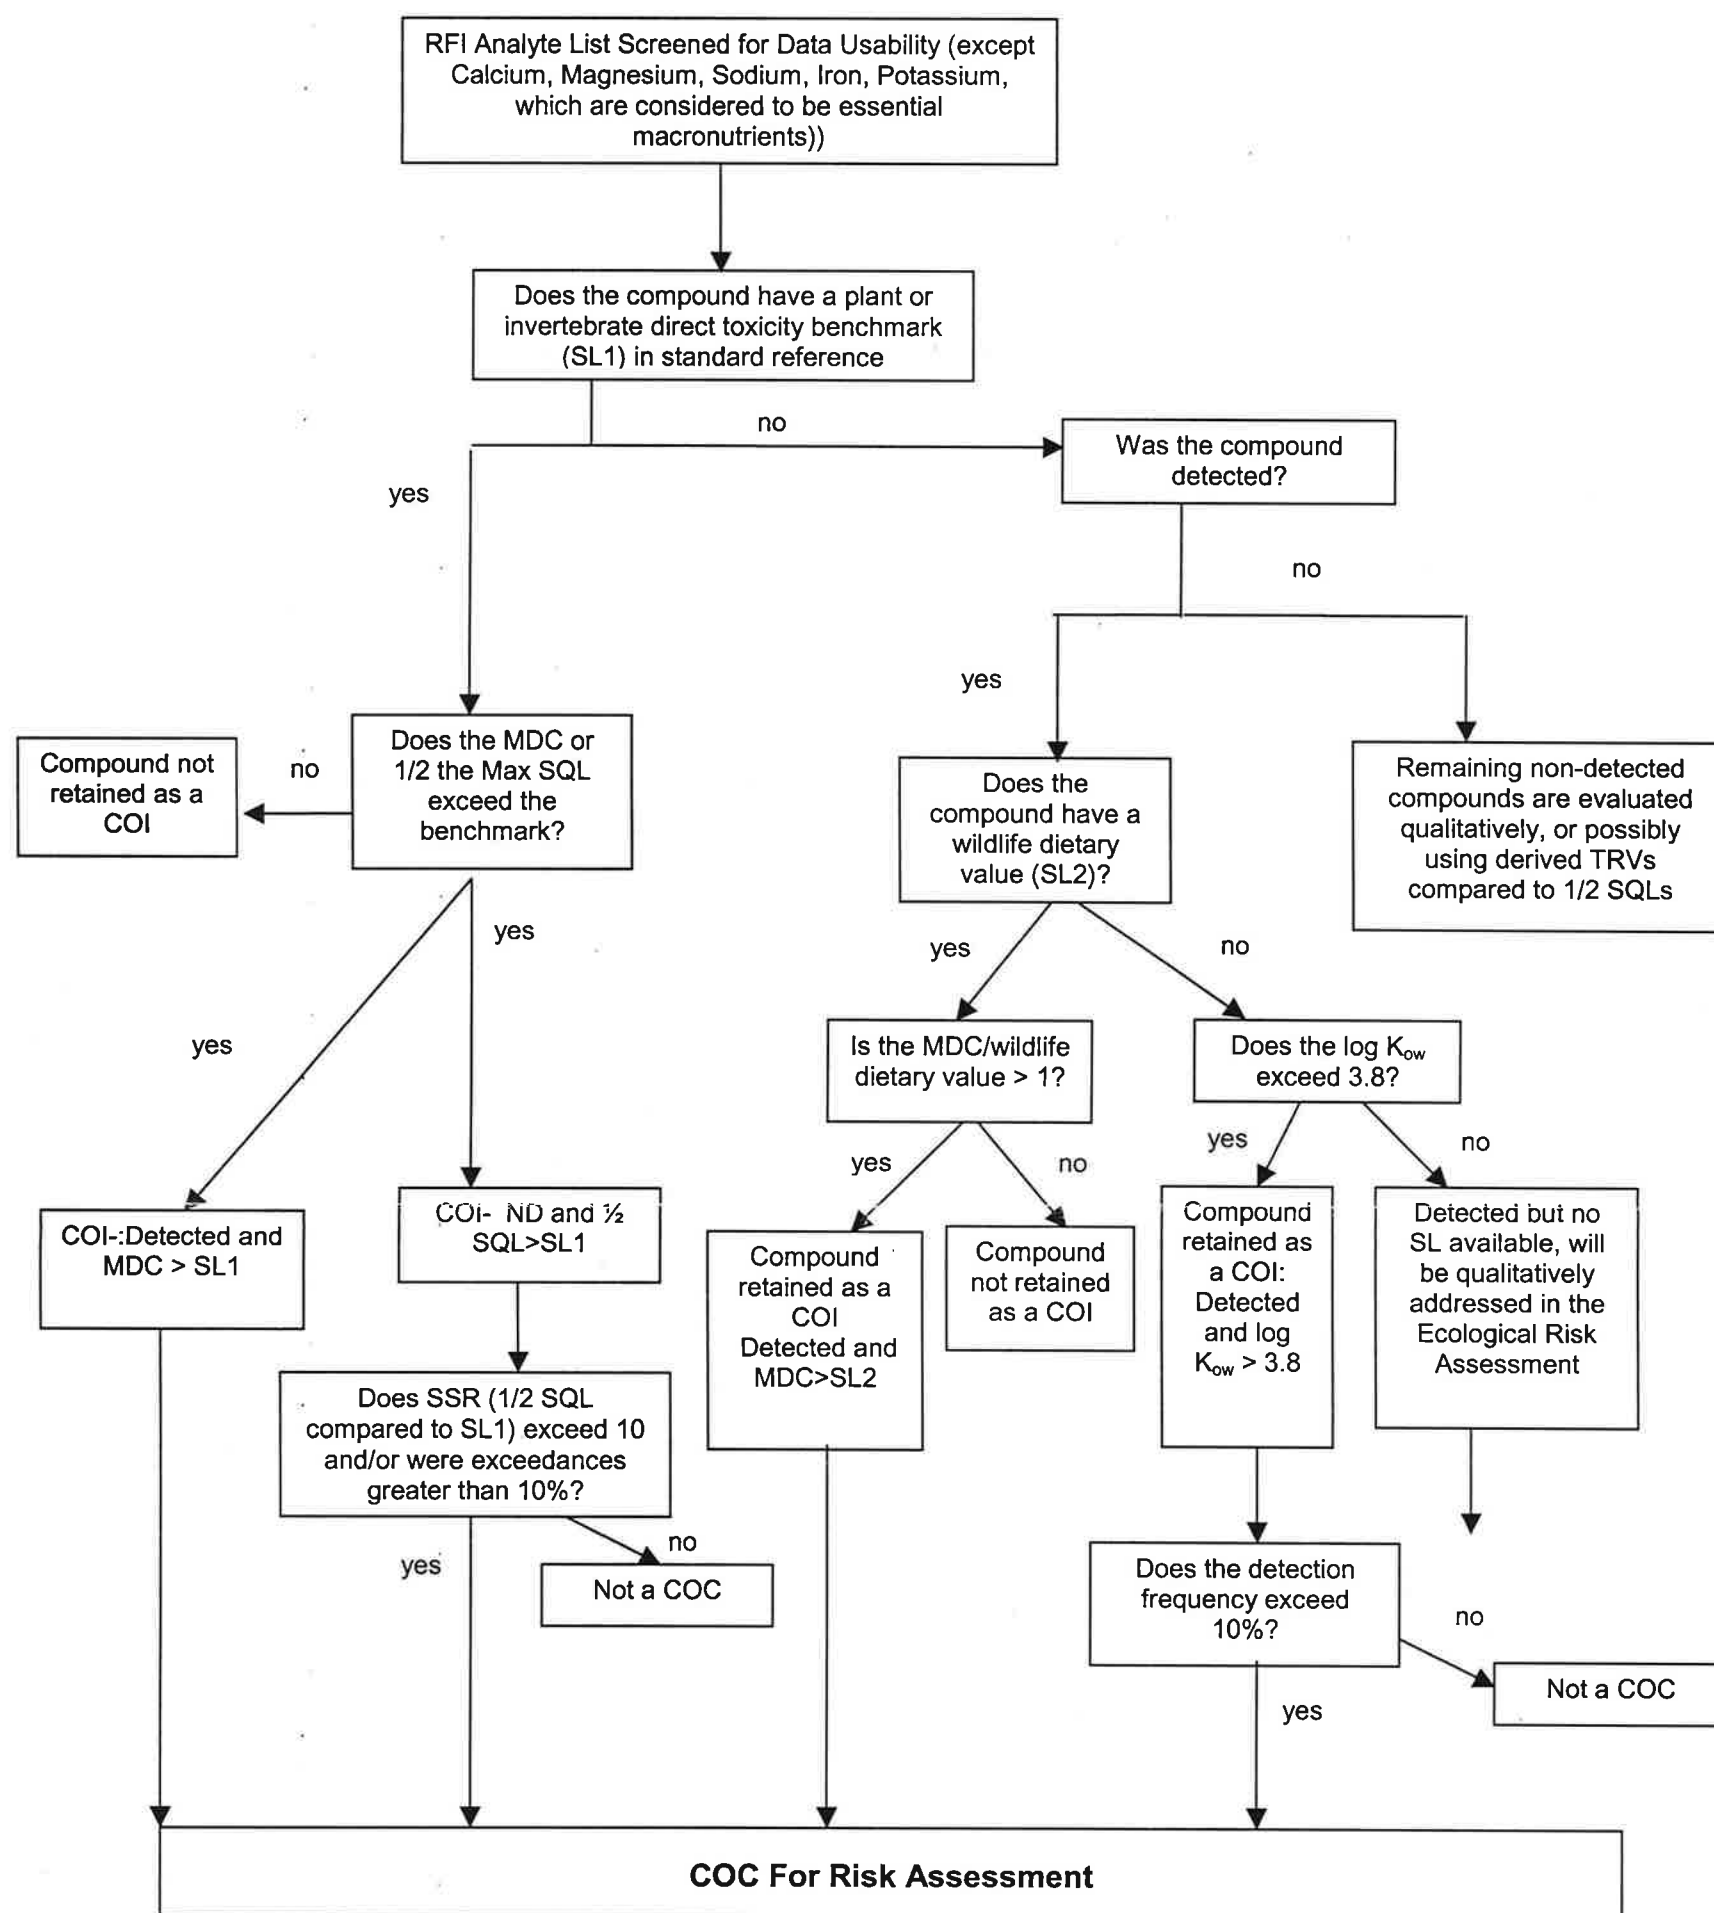 RFI Analyte List Screened for Data Usability (except
Calcium, Magnesium, Sodium, Iron, Potassium,
which are considered to be essential
macronutrients))
Does the compound have a plant or
invertebrate direct toxicity benchmark
(SL1) in standard reference
no
Was the compound
detected?
yes
no
yes
Compound not
retained as a
COI
no
Does the MDC or
1/2 the Max SQL
exceed the
benchmark?
Does the
compound have a
wildlife dietary
value (SL2)?
Remaining non-detected
compounds are evaluated
qualitatively, or possibly
using derived TRVs
compared to 1/2 SQLs
yes
yes
no
yes
Is the MDC/wildlife
dietary value > 1?
Does the log Kow
exceed 3.8?
yes
no
yes
no
COI-:Detected and
MDC > SL1
COI- ND and ½
SQL>SL1
Compound
retained as a
COI
Detected and
MDC>SL2
Compound
not retained
as a COI
Compound
retained as
a COI:
Detected
and log
Kow > 3.8
Detected but no
SL available, will
be qualitatively
addressed in the
Ecological Risk
Assessment
Does SSR (1/2 SQL
compared to SL1) exceed 10
and/or were exceedances
greater than 10%?
yes
no
Not a COC
Does the detection
frequency exceed
10%?
no
Not a COC
yes
COC For Risk Assessment